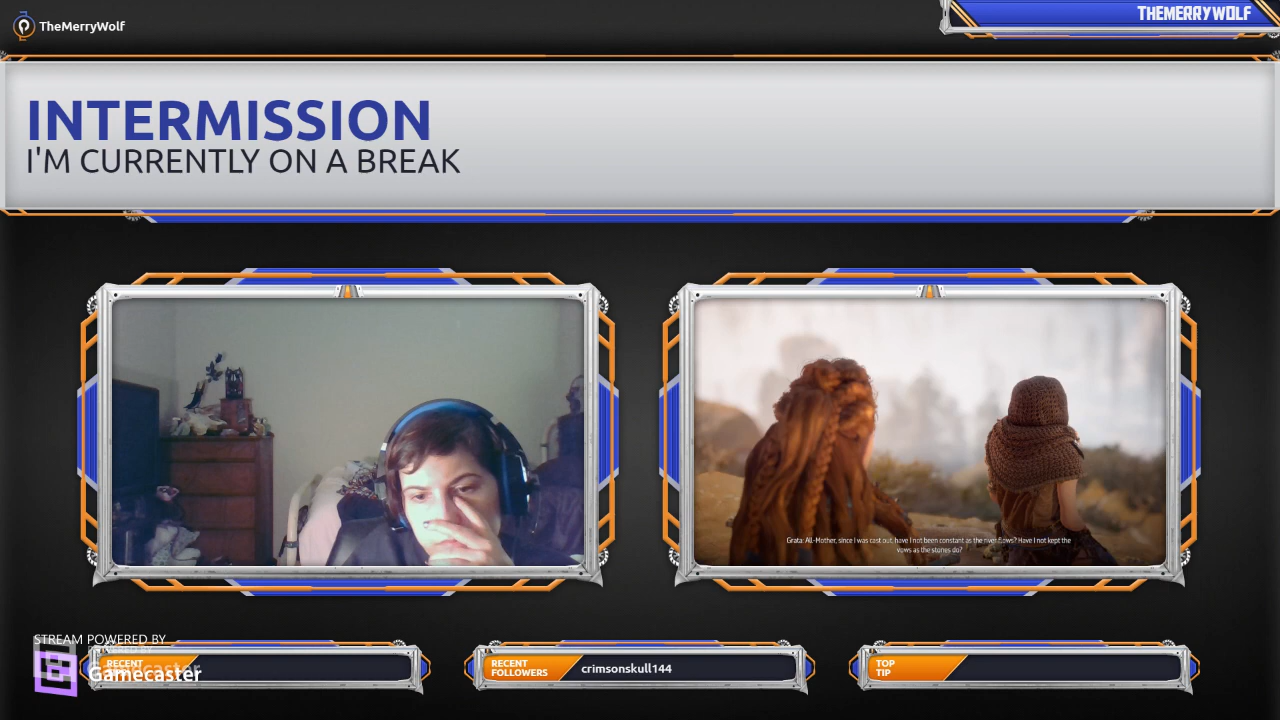 TheMerryWolf
THEMERRYWOLF
INTERMISSION
I'M CURRENTLY ON A BREAK
Grata: All-Mother, since I was cast out, have I not been constant as the river flows? Have I not kept the
vows as the stones do?
STREAM POWERED BY
Gamecaster
RECENT
RECENT
FOLLOWERS
crimsonskull144
TOP
TIP